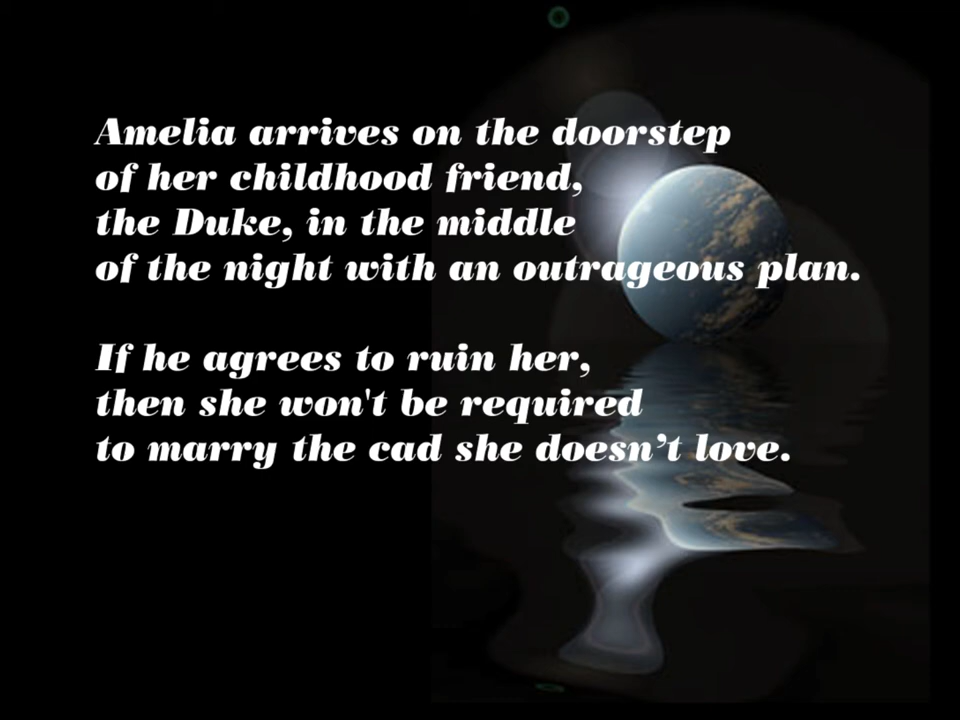 Amelia arrives on the doorstep
of her childhood friend,
the Duke, in the middle
of the night with an outrageous plan.
If he agrees to ruin her,
then she won't be required
to marry the cad she doesn’t love.